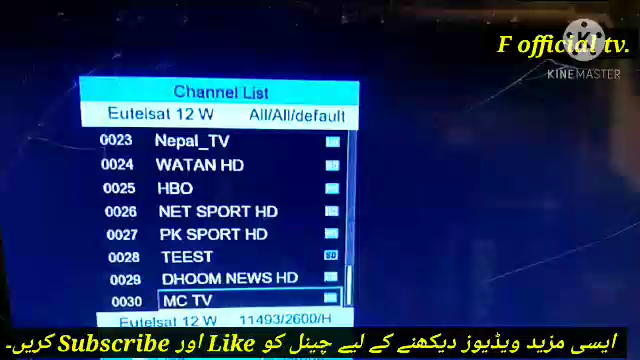 F official tv.
KINEMASTER
Channel List
Eutelsat 12 W All/All/default
0023 Nepal_TV
0024 WATAN HD
0025 HBO
0026 NET SPORT HD
0027 PK SPORT HD
0028 TEEST SD
0029 DHOOM NEWS HD
0030 MC TV
Eutelsat 12 W 11493/2600/H
ایسی مزید ویڈیوز دیکھنے کے لیے چینل کو Like اور Subscribe کریں۔